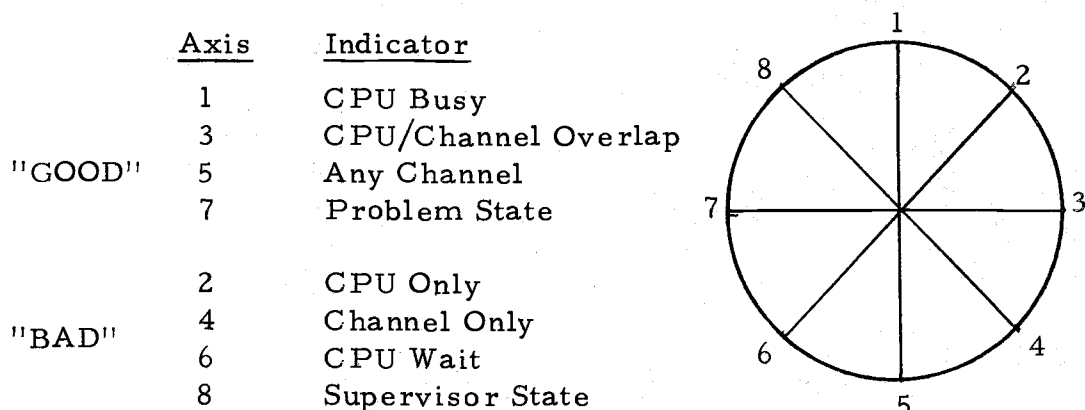 Axis Indicator
1 CPU Busy
3 CPU/Channel Overlap
"GOOD" 5 Any Channel
7 Problem State
2 CPU Only
4 Channel Only
"BAD"
6 CPU Wait
8 Supervisor State
1
8 2
7 3
6 4
5